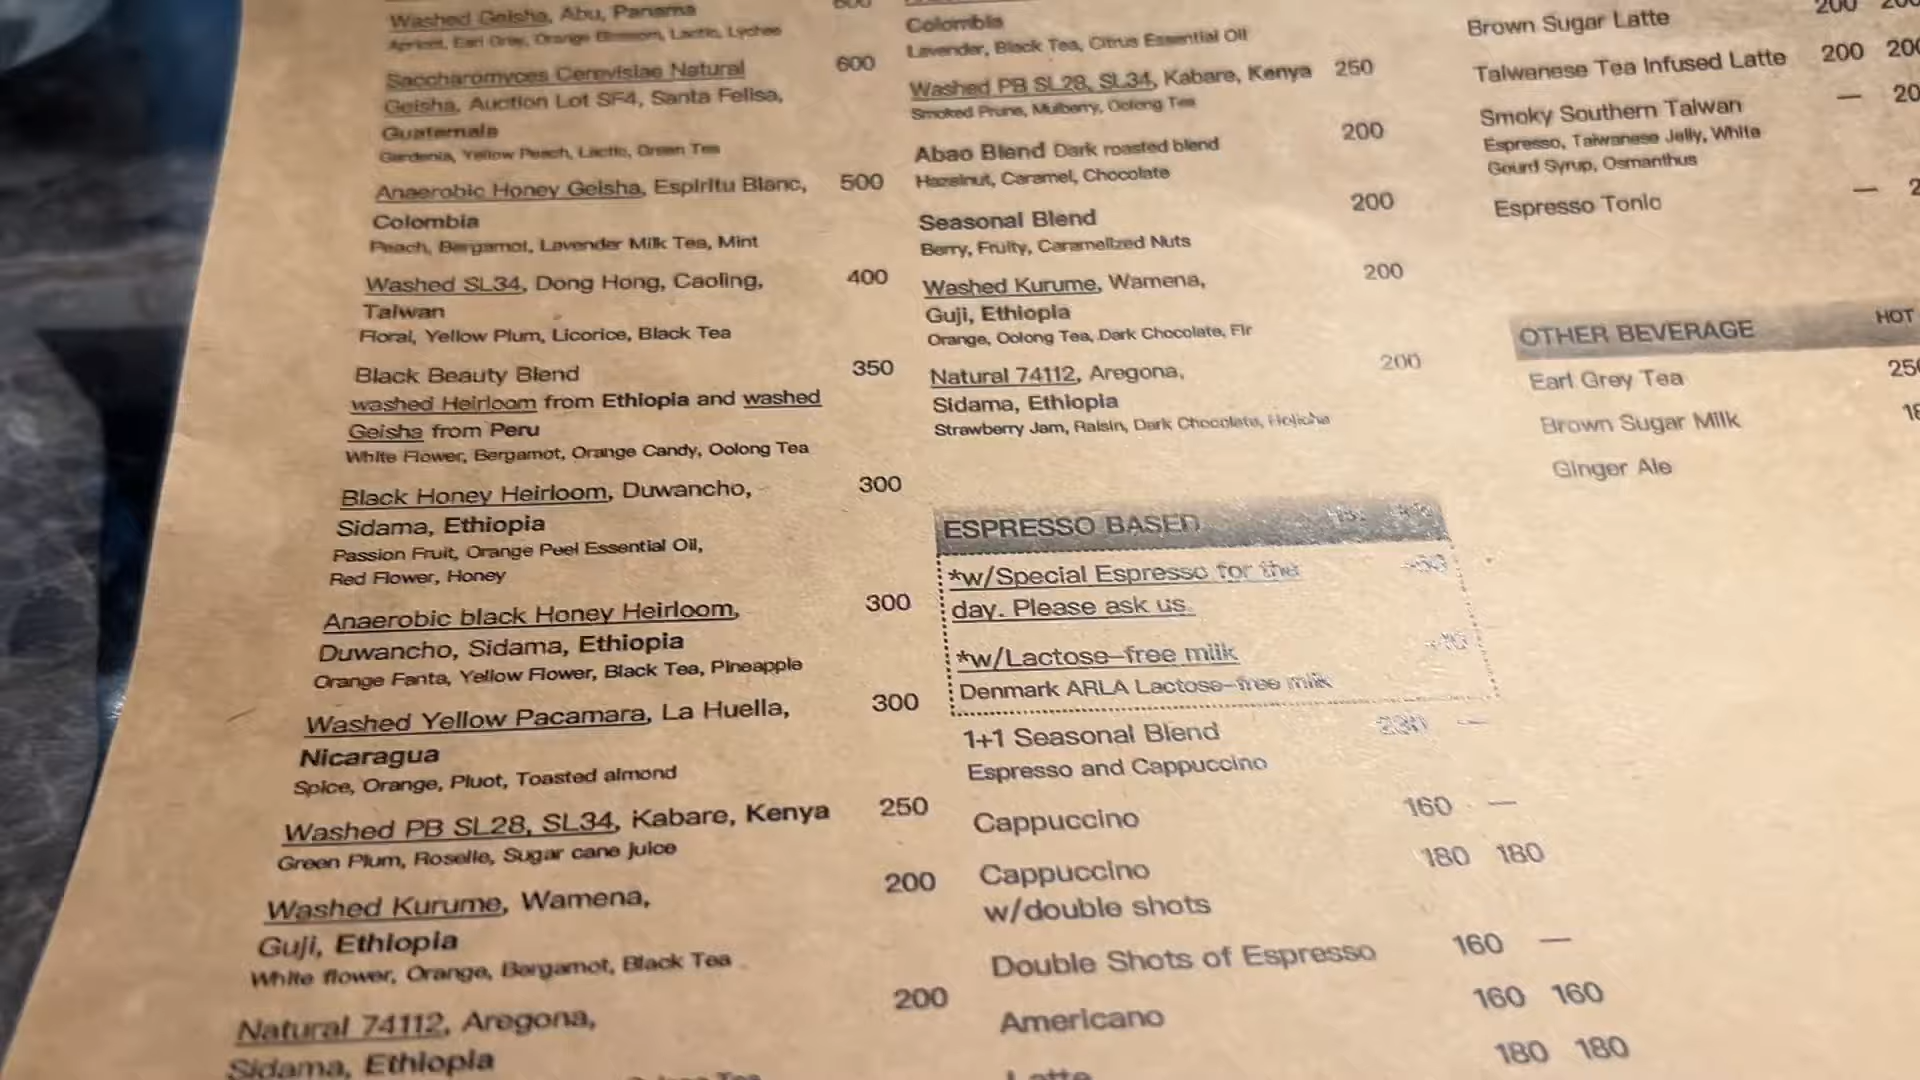 Washed Geisha, Abu, Panama 600
Apricot, Earl Grey, Orange Blossom, Lactic, Lychee
Saccharomyces Cerevisiae Natural 600
Geisha, Auction Lot SF4, Santa Felisa,
Guatemala
Gardenia, Yellow Peach, Lactic, Green Tea
Anaerobic Honey Geisha, Espiritu Blanc, 500
Colombia
Peach, Bergamot, Lavender Milk Tea, Mint
Washed SL34, Dong Hong, Caoling, 400
Taiwan
Floral, Yellow Plum, Licorice, Black Tea
Black Beauty Blend 350
washed Heirloom from Ethiopia and washed
Geisha from Peru
White Flower, Bergamot, Orange Candy, Oolong Tea
Black Honey Heirloom, Duwancho, 300
Sidama, Ethiopia
Passion Fruit, Orange Peel Essential Oil,
Red Flower, Honey
Anaerobic black Honey Heirloom, 300
Duwancho, Sidama, Ethiopia
Orange Fanta, Yellow Flower, Black Tea, Pineapple
Washed Yellow Pacamara, La Huella, 300
Nicaragua
Spice, Orange, Pluot, Toasted almond
Washed PB SL28, SL34, Kabare, Kenya 250
Green Plum, Roselle, Sugar cane juice
Washed Kurume, Wamena, 200
Guji, Ethiopia
White flower, Orange, Bergamot, Black Tea
Natural 74112, Aregona, 200
Sidama, Ethiopia
Colombia
Lavender, Black Tea, Citrus Essential Oil
Washed PB SL28, SL34, Kabare, Kenya 250
Smoked Prune, Mulberry, Oolong Tea
Abao Blend Dark roasted blend 200
Hazelnut, Caramel, Chocolate
Seasonal Blend 200
Berry, Fruity, Caramelized Nuts
Washed Kurume, Wamena, 200
Guji, Ethiopia
Orange, Oolong Tea, Dark Chocolate, Fir
Natural 74112, Aregona, 200
Sidama, Ethiopia
Strawberry Jam, Raisin, Dark Chocolate, Hojicha
ESPRESSO BASED
*w/Special Espresso for the
day. Please ask us.
*w/Lactose-free milk
Denmark ARLA Lactose-free milk
1+1 Seasonal Blend 230 —
Espresso and Cappuccino
Cappuccino 160 —
Cappuccino 180 180
w/double shots
Double Shots of Espresso 160 —
Americano 160 160
Latte 180 180
Brown Sugar Latte 200
Taiwanese Tea Infused Latte 200 200
Smoky Southern Taiwan —
Espresso, Taiwanese Jelly, White
Gourd Syrup, Osmanthus
Espresso Tonic —
OTHER BEVERAGE HOT
Earl Grey Tea 250
Brown Sugar Milk
Ginger Ale